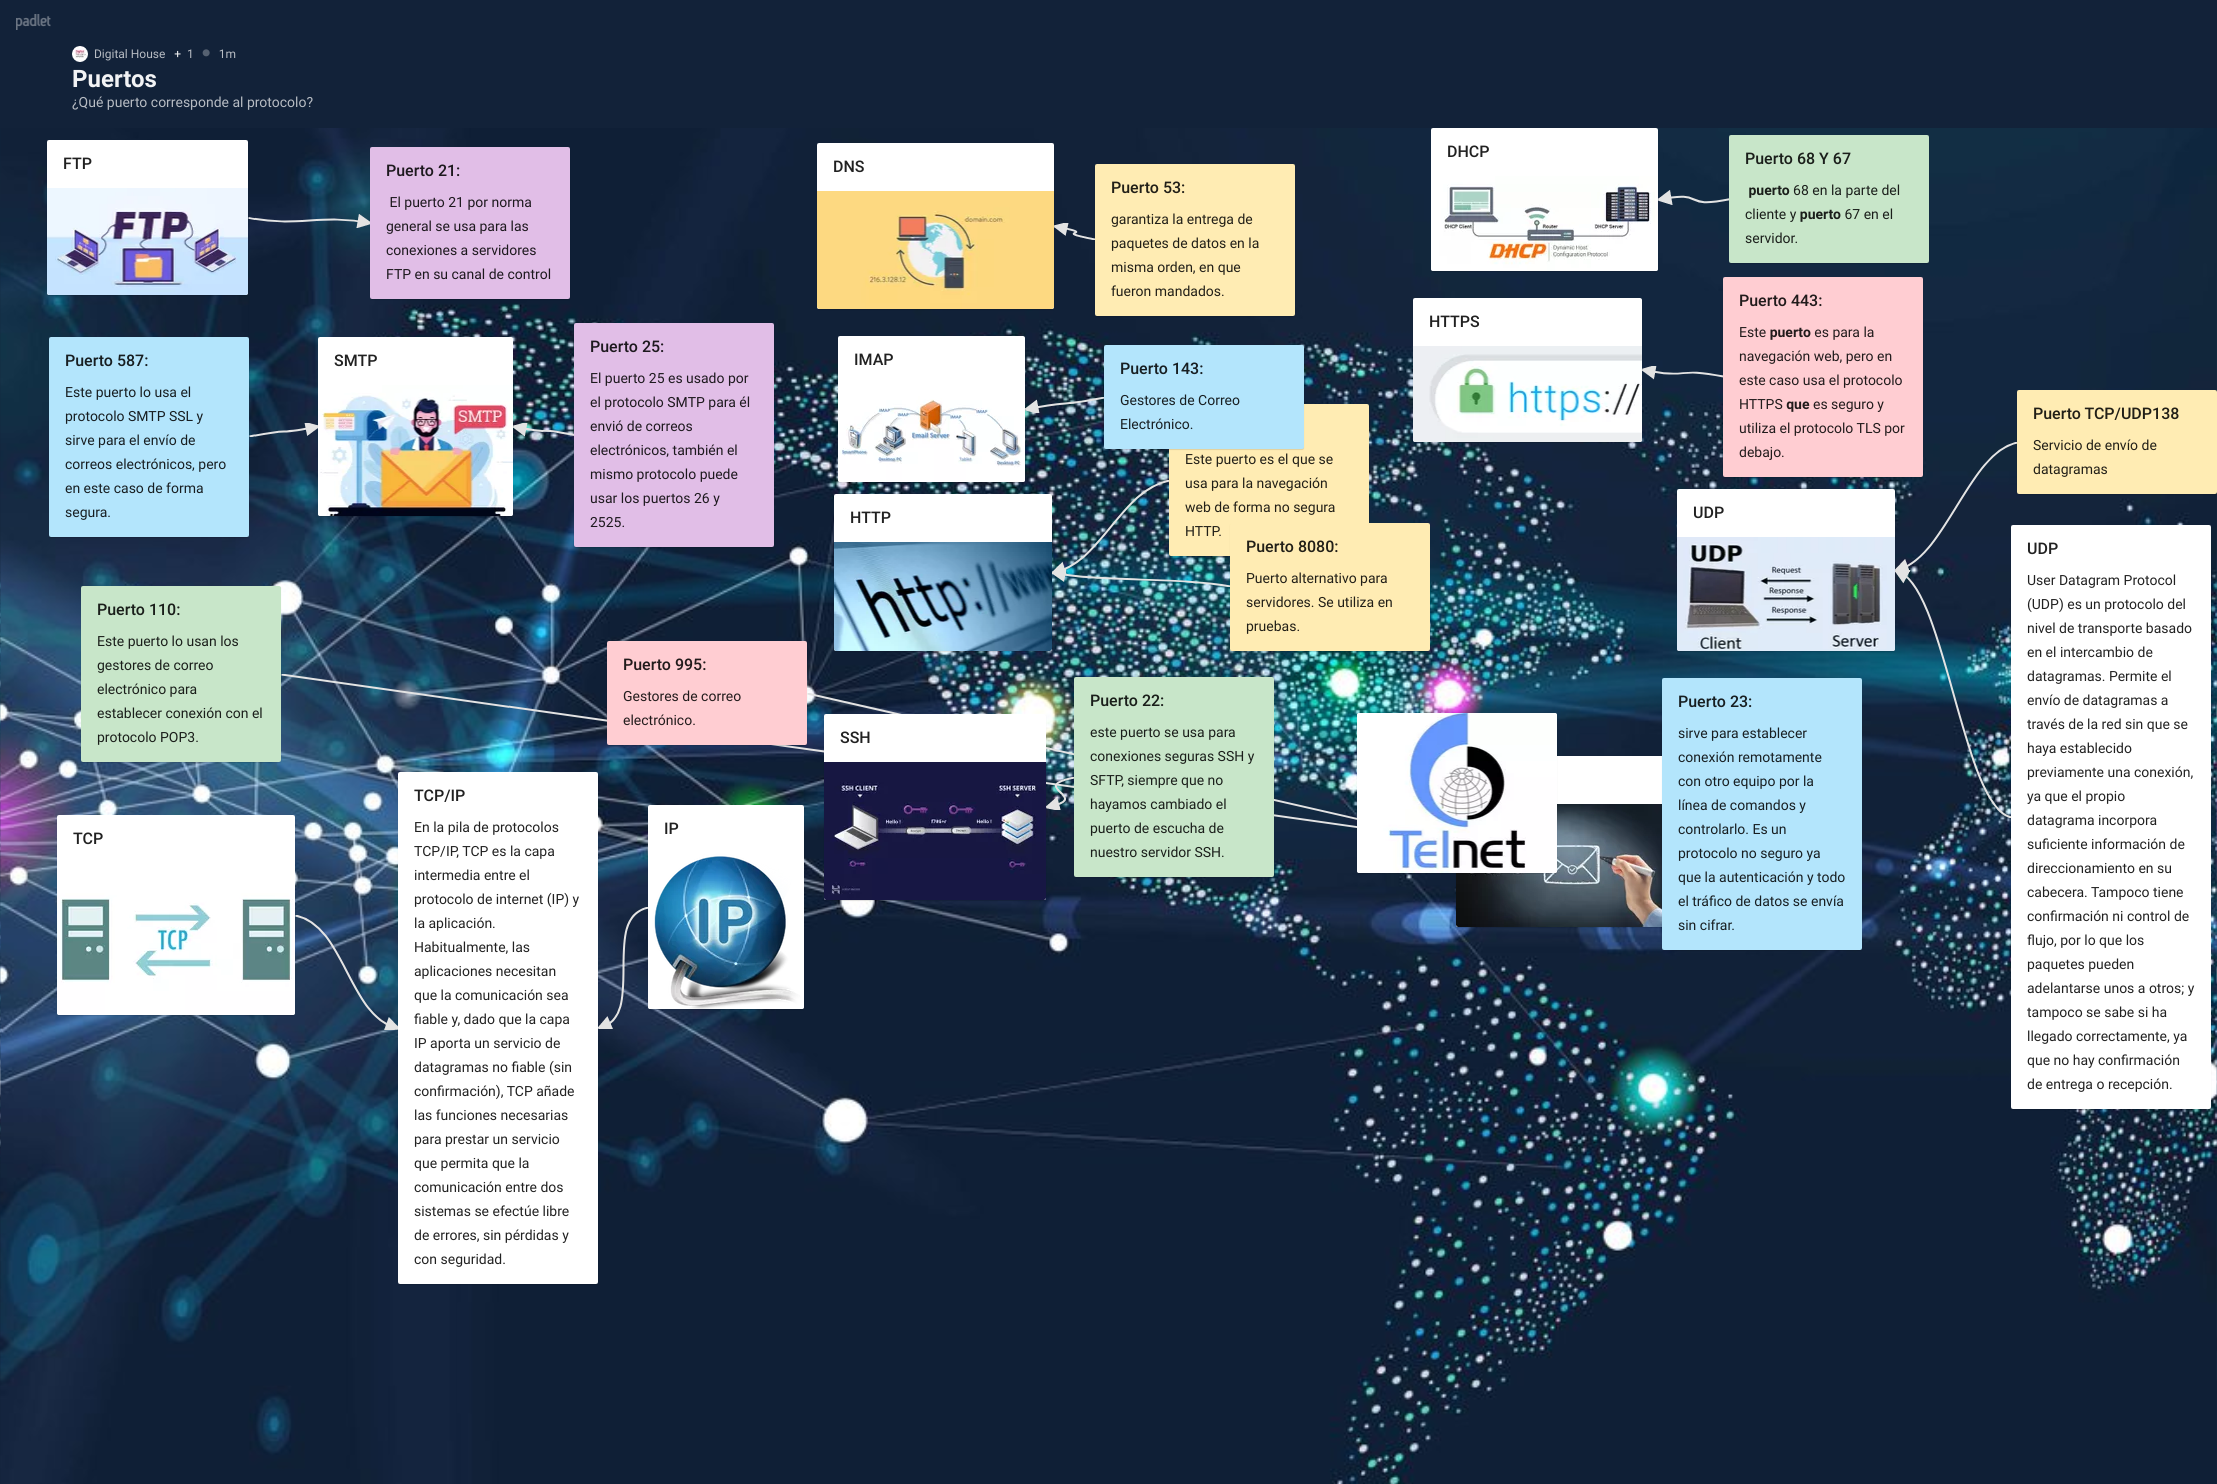 padlet
Digital House + 1 1m
Puertos
¿Qué puerto corresponde al protocolo?
FTP
FTP
Puerto 21:
El puerto 21 por norma
general se usa para las
conexiones a servidores
FTP en su canal de control
DNS
domain.com
216.3.128.12
Puerto 53:
garantiza la entrega de
paquetes de datos en la
misma orden, en que
fueron mandados.
DHCP
DHCP Client
Router
DHCP Server
DHCP
Dynamic Host
Configuration Protocol
Puerto 68 Y 67
puerto 68 en la parte del
cliente y puerto 67 en el
servidor.
Puerto 587:
Este puerto lo usa el
protocolo SMTP SSL y
sirve para el envío de
correos electrónicos, pero
en este caso de forma
segura.
SMTP
SMTP
Puerto 25:
El puerto 25 es usado por
el protocolo SMTP para él
envió de correos
electrónicos, también el
mismo protocolo puede
usar los puertos 26 y
2525.
IMAP
IMAP
IMAP
IMAP
IMAP
Email Server
SmartPhone
Desktop PC
Tablet
Desktop PC
Puerto 143:
Gestores de Correo
Electrónico.
HTTPS
https://
Puerto 443:
Este puerto es para la
navegación web, pero en
este caso usa el protocolo
HTTPS que es seguro y
utiliza el protocolo TLS por
debajo.
Puerto TCP/UDP138
Servicio de envío de
datagramas
HTTP
http://www
Este puerto es el que se
usa para la navegación
web de forma no segura
HTTP.
Puerto 8080:
Puerto alternativo para
servidores. Se utiliza en
pruebas.
UDP
UDP
Request
Response
Response
Client
Server
UDP
User Datagram Protocol
(UDP) es un protocolo del
nivel de transporte basado
en el intercambio de
datagramas. Permite el
envío de datagramas a
través de la red sin que se
haya establecido
previamente una conexión,
ya que el propio
datagrama incorpora
suficiente información de
direccionamiento en su
cabecera. Tampoco tiene
confirmación ni control de
flujo, por lo que los
paquetes pueden
adelantarse unos a otros; y
tampoco se sabe si ha
llegado correctamente, ya
que no hay confirmación
de entrega o recepción.
Puerto 110:
Este puerto lo usan los
gestores de correo
electrónico para
establecer conexión con el
protocolo POP3.
Puerto 995:
Gestores de correo
electrónico.
SSH
SSH CLIENT
SSH SERVER
Hello !
Hello !
Puerto 22:
este puerto se usa para
conexiones seguras SSH y
SFTP, siempre que no
hayamos cambiado el
puerto de escucha de
nuestro servidor SSH.
Telnet
Puerto 23:
sirve para establecer
conexión remotamente
con otro equipo por la
línea de comandos y
controlarlo. Es un
protocolo no seguro ya
que la autenticación y todo
el tráfico de datos se envía
sin cifrar.
TCP
TCP
TCP/IP
En la pila de protocolos
TCP/IP, TCP es la capa
intermedia entre el
protocolo de internet (IP) y
la aplicación.
Habitualmente, las
aplicaciones necesitan
que la comunicación sea
fiable y, dado que la capa
IP aporta un servicio de
datagramas no fiable (sin
confirmación), TCP añade
las funciones necesarias
para prestar un servicio
que permita que la
comunicación entre dos
sistemas se efectúe libre
de errores, sin pérdidas y
con seguridad.
IP
IP